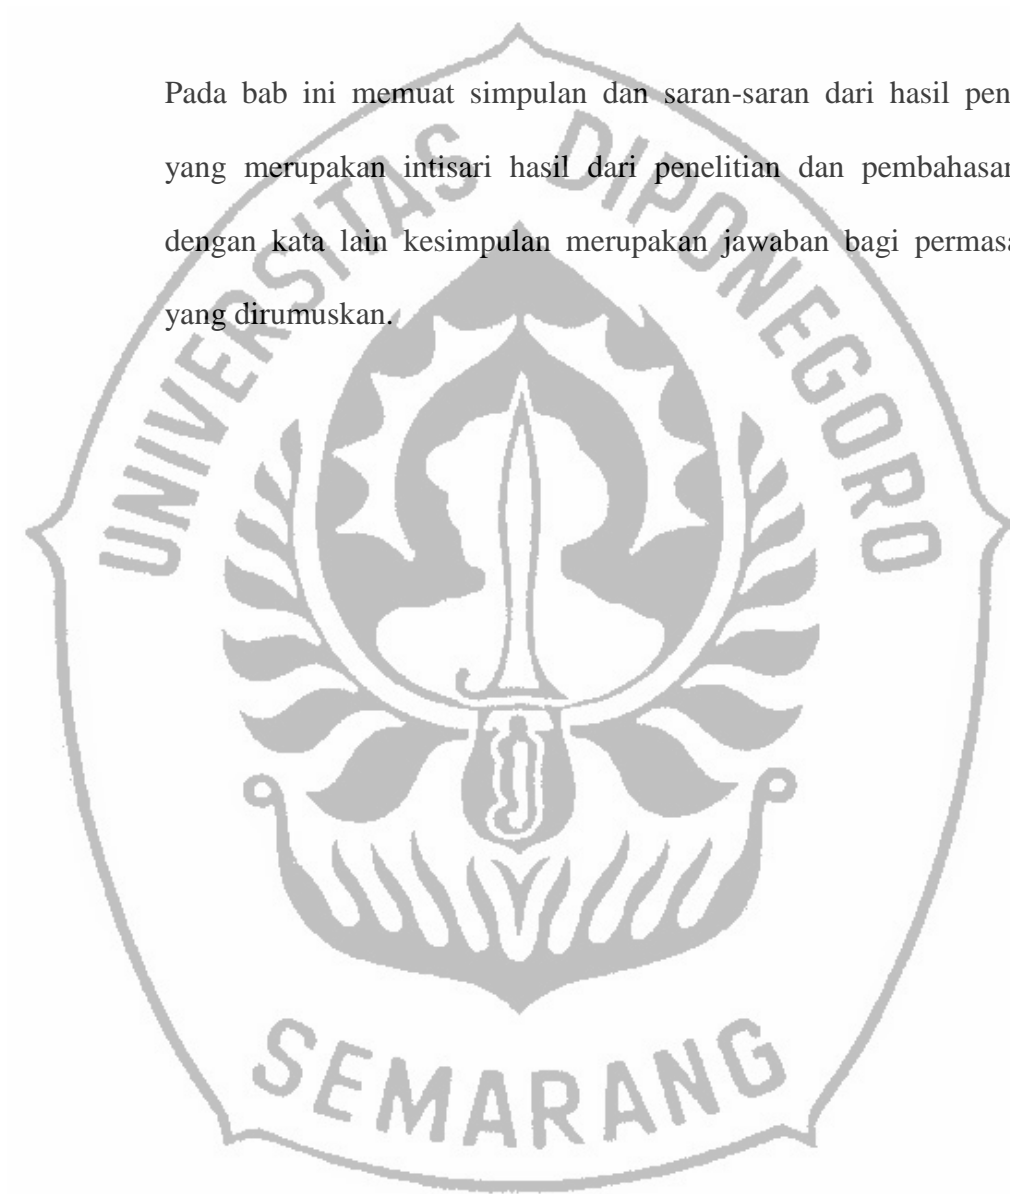 Pada bab ini memuat simpulan dan saran-saran dari hasil pen
yang merupakan intisari hasil dari penelitian dan pembahasan
dengan kata lain kesimpulan merupakan jawaban bagi permasa
yang dirumuskan.
UNIVERSITAS DIPONEGORO
SEMARANG